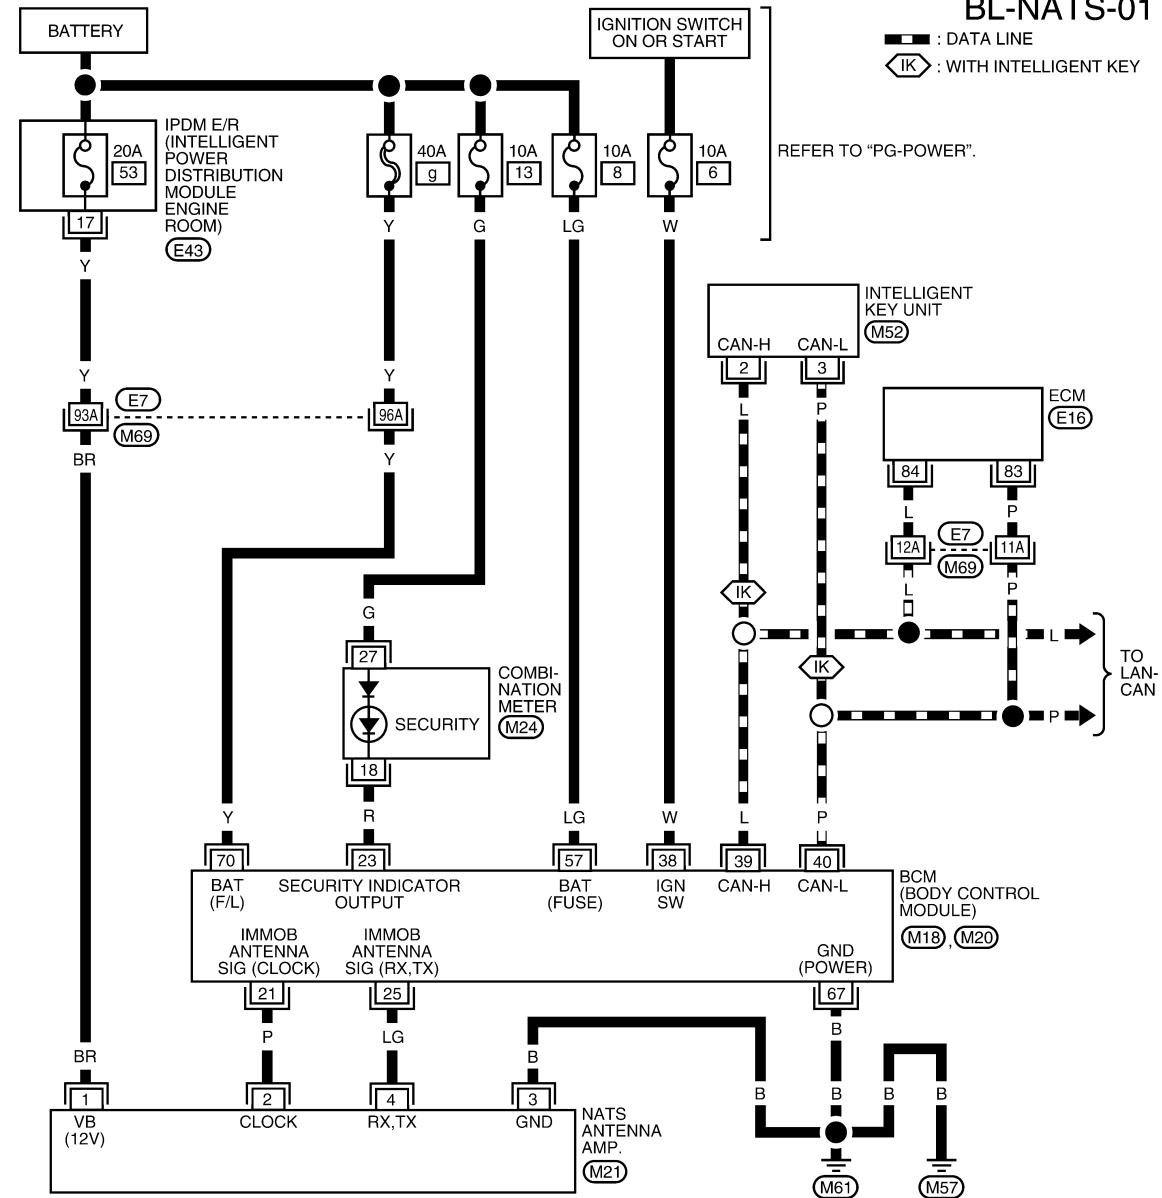 BL-NATS-01
BATTERY
IGNITION SWITCH
ON OR START
: DATA LINE
IK : WITH INTELLIGENT KEY
IPDM E/R
(INTELLIGENT
POWER
DISTRIBUTION
MODULE
ENGINE
ROOM)
E43
20A
53
40A
g
10A
13
10A
8
10A
6
REFER TO “PG-POWER”.
17
Y
Y
G
LG
W
Y
Y
93A
E7
M69
96A
BR
Y
INTELLIGENT
KEY UNIT
M52
CAN-H
CAN-L
2
3
L
P
ECM
E16
84
83
L
P
12A
E7
M69
11A
L
P
IK
IK
L
P
TO
LAN-
CAN
G
27
COMBI-
NATION
METER
M24
SECURITY
18
Y
R
LG
W
L
P
70
23
57
38
39
40
BAT
(F/L)
SECURITY INDICATOR
OUTPUT
BAT
(FUSE)
IGN
SW
CAN-H
CAN-L
BCM
(BODY CONTROL
MODULE)
M18 , M20
IMMOB
ANTENNA
SIG (CLOCK)
IMMOB
ANTENNA
SIG (RX,TX)
GND
(POWER)
21
25
67
P
LG
B
BR
B
B
B
B
B
1
2
4
3
VB
(12V)
CLOCK
RX,TX
GND
NATS
ANTENNA
AMP.
M21
M61
M57